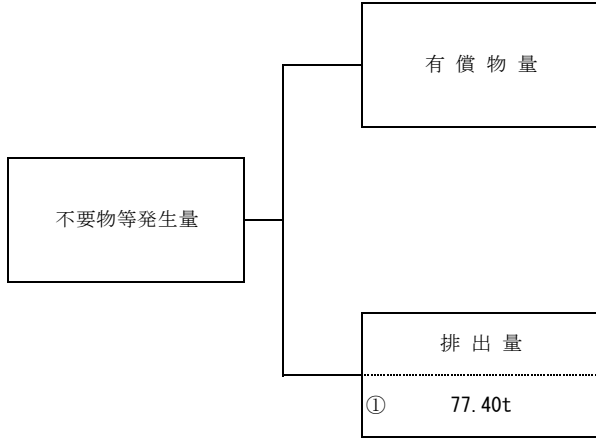 有 償 物 量
不要物等発生量
排 出 量
① 77.40t